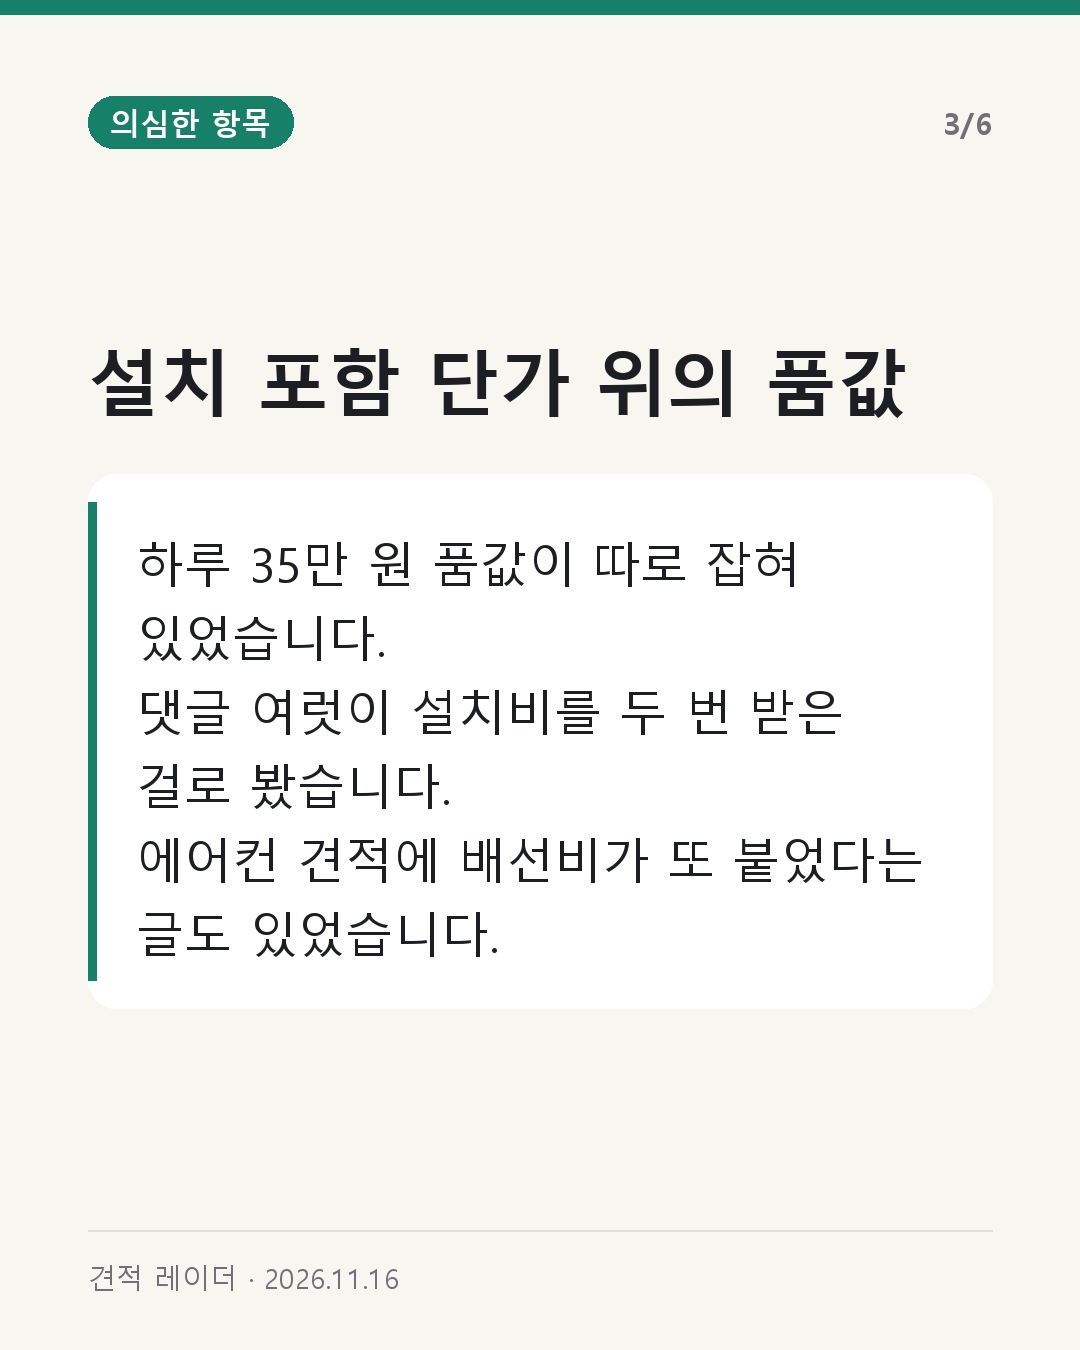 의심한 항목
3/6
설치 포함 단가 위의 품값
하루 35만 원 품값이 따로 잡혀
있었습니다.
댓글 여럿이 설치비를 두 번 받은
걸로 봤습니다.
에어컨 견적에 배선비가 또 붙었다는
글도 있었습니다.
견적 레이더 · 2026.11.16